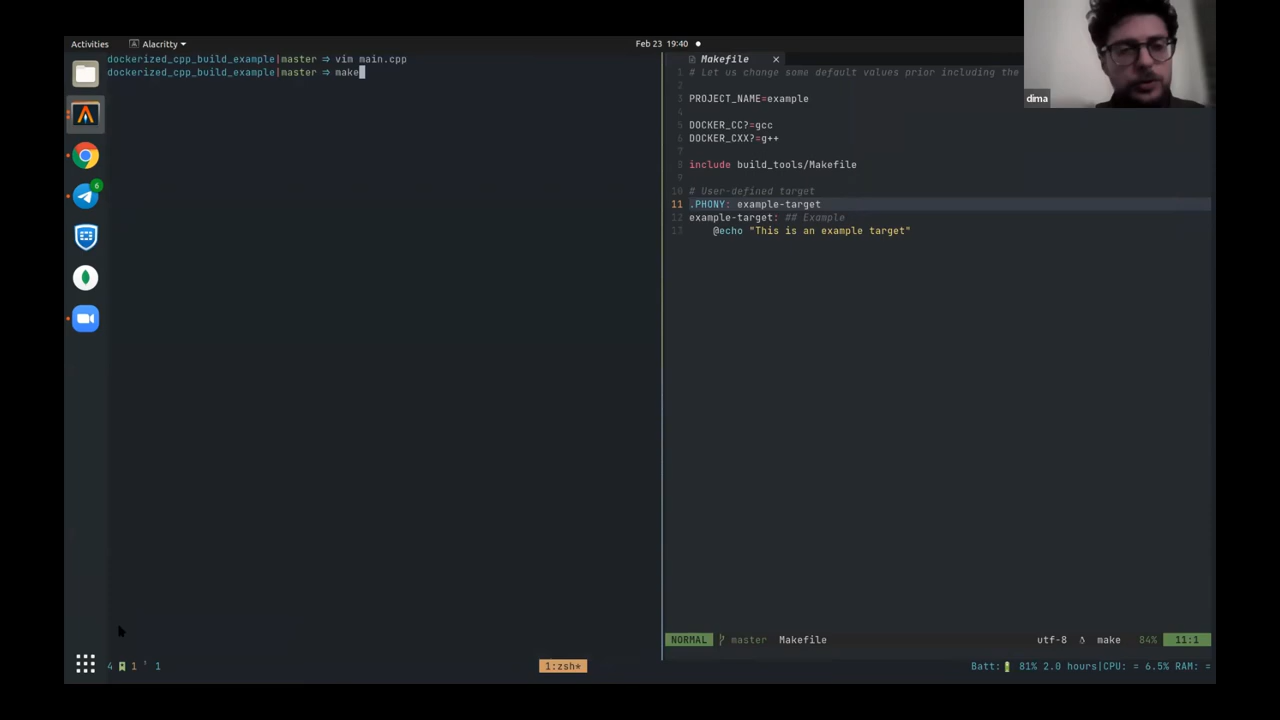 Activities
Alacritty
Feb 23 19:40
dockerized_cpp_build_example|master ⇒ vim main.cpp
dockerized_cpp_build_example|master ⇒ make
Makefile ×
1 # Let us change some default values prior including the
2
3 PROJECT_NAME=example
4
5 DOCKER_CC?=gcc
6 DOCKER_CXX?=g++
7
8 include build_tools/Makefile
9
10 # User-defined target
11 .PHONY: example-target
12 example-target: ## Example
13 @echo "This is an example target"
dima
6
NORMAL master Makefile utf-8 make 84% 11:1
4 1 ' 1
1:zsh*
Batt: 81% 2.0 hours|CPU: = 6.5% RAM: =